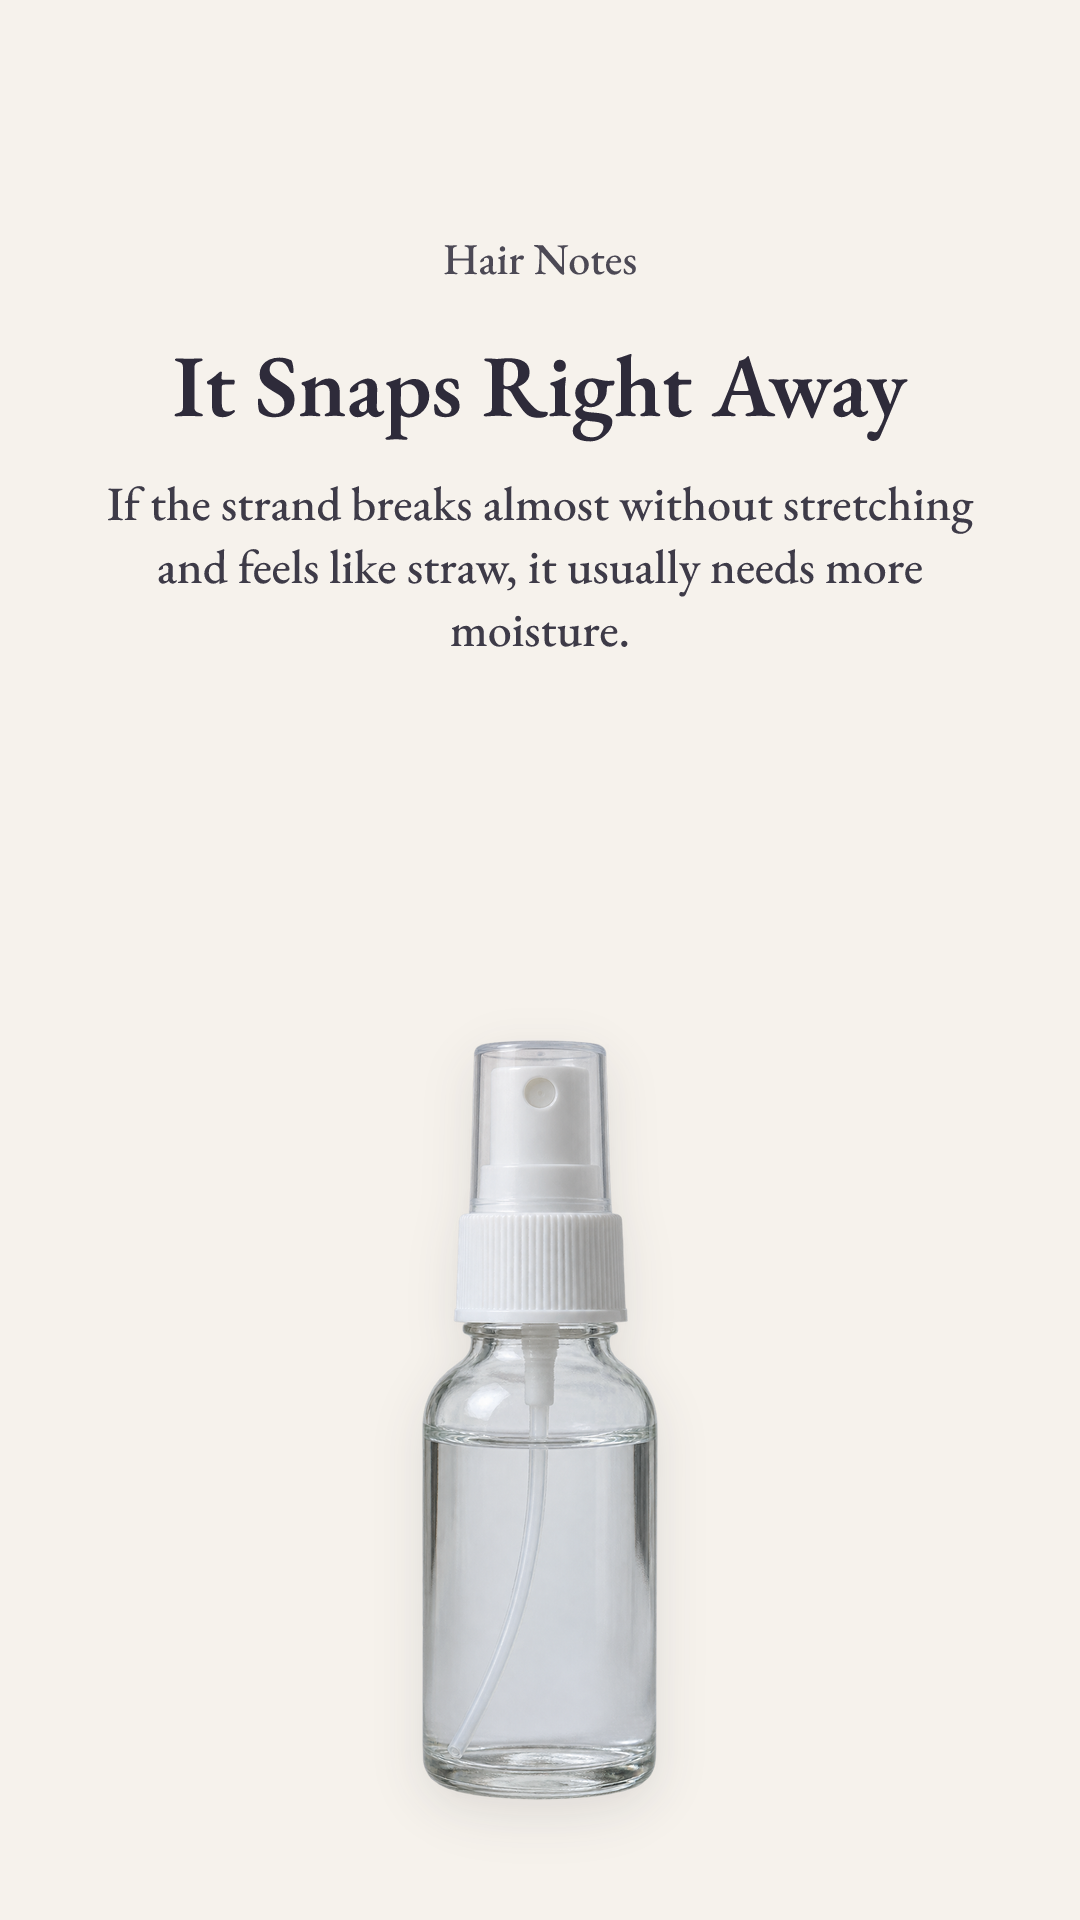 Hair Notes
It Snaps Right Away
If the strand breaks almost without stretching
and feels like straw, it usually needs more
moisture.